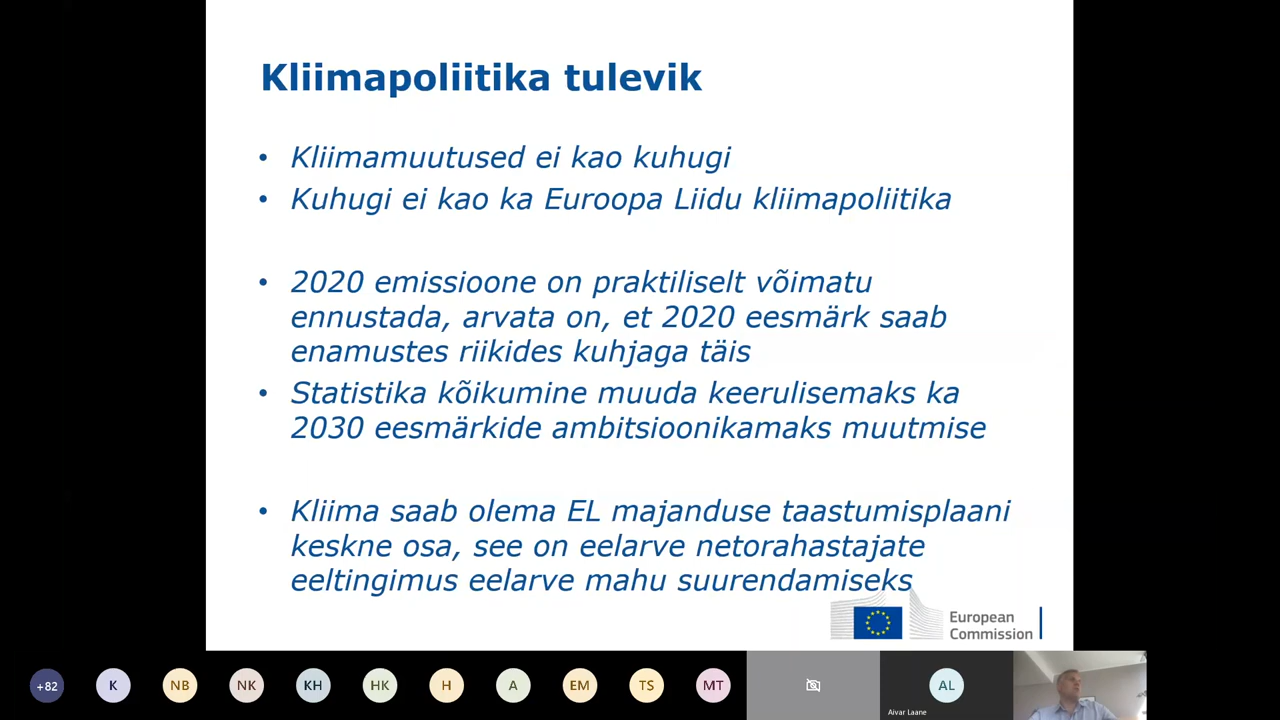 Kliimapoliitika tulevik
• Kliimamuutused ei kao kuhugi
• Kuhugi ei kao ka Euroopa Liidu kliimapoliitika
• 2020 emissioone on praktiliselt võimatu
ennustada, arvata on, et 2020 eesmärk saab
enamustes riikides kuhjaga täis
• Statistika kõikumine muuda keerulisemaks ka
2030 eesmärkide ambitsioonikamaks muutmise
• Kliima saab olema EL majanduse taastumisplaani
keskne osa, see on eelarve netorahastajate
eeltingimus eelarve mahu suurendamiseks
European
Commission
+82 K NB NK KH HK H A EM TS MT AL
Aivar Laane